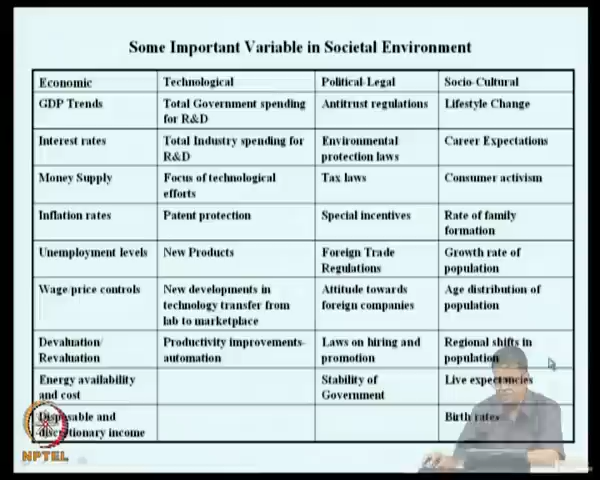 Some Important Variable in Societal Environment
Economic Technological Political-Legal Socio-Cultural
GDP Trends Total Government spending for R&D Antitrust regulations Lifestyle Change
Interest rates Total Industry spending for R&D Environmental protection laws Career Expectations
Money Supply Focus of technological efforts Tax laws Consumer activism
Inflation rates Patent protection Special incentives Rate of family formation
Unemployment levels New Products Foreign Trade Regulations Growth rate of population
Wage price controls New developments in technology transfer from lab to marketplace Attitude towards foreign companies Age distribution of population
Devaluation/ Revaluation Productivity improvements-automation Laws on hiring and promotion Regional shifts in population
Energy availability and cost Stability of Government Live expectancies
Disposable and discretionary income Birth rates
NPTEL